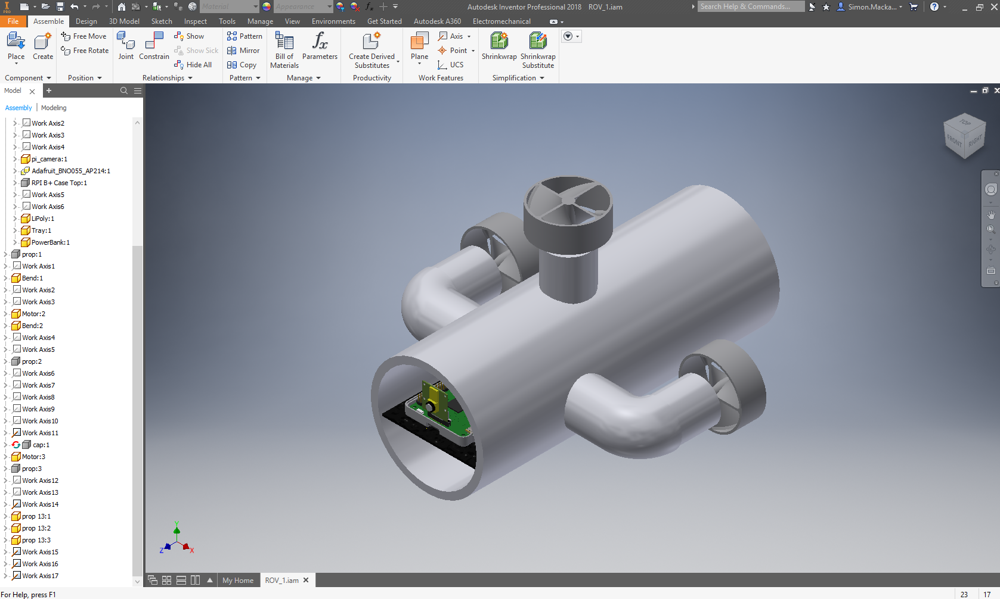 PRO
Material
Appearance
fx
Autodesk Inventor Professional 2018 ROV_1.iam
Search Help & Commands...
Simon.Macka...
File Assemble Design 3D Model Sketch Inspect Tools Manage View Environments Get Started Autodesk A360 Electromechanical
Place
Create
Component
Free Move
Free Rotate
Position
Joint
Constrain
Show
Show Sick
Hide All
Relationships
Pattern
Mirror
Copy
Pattern
Bill of
Materials
fx
Parameters
Manage
Create Derived
Substitutes
Productivity
Plane
Axis
Point
UCS
Work Features
Shrinkwrap
Shrinkwrap
Substitute
Simplification
Model
Assembly | Modeling
Work Axis2
Work Axis3
Work Axis4
pi_camera:1
Adafruit_BNO055_AP214:1
RPI B+ Case Top:1
Work Axis5
Work Axis6
LiPoly:1
Tray:1
PowerBank:1
prop:1
Work Axis1
Bend:1
Work Axis2
Work Axis3
Motor:2
Bend:2
Work Axis4
Work Axis5
prop:2
Work Axis6
Work Axis7
Work Axis8
Work Axis9
Work Axis10
Work Axis11
cap:1
Motor:3
prop:3
Work Axis12
Work Axis13
Work Axis14
prop 13:1
prop 13:2
prop 13:3
Work Axis15
Work Axis16
Work Axis17
TOP
FRONT
RIGHT
Y
Z
X
My Home
ROV_1.iam
For Help, press F1
23 17